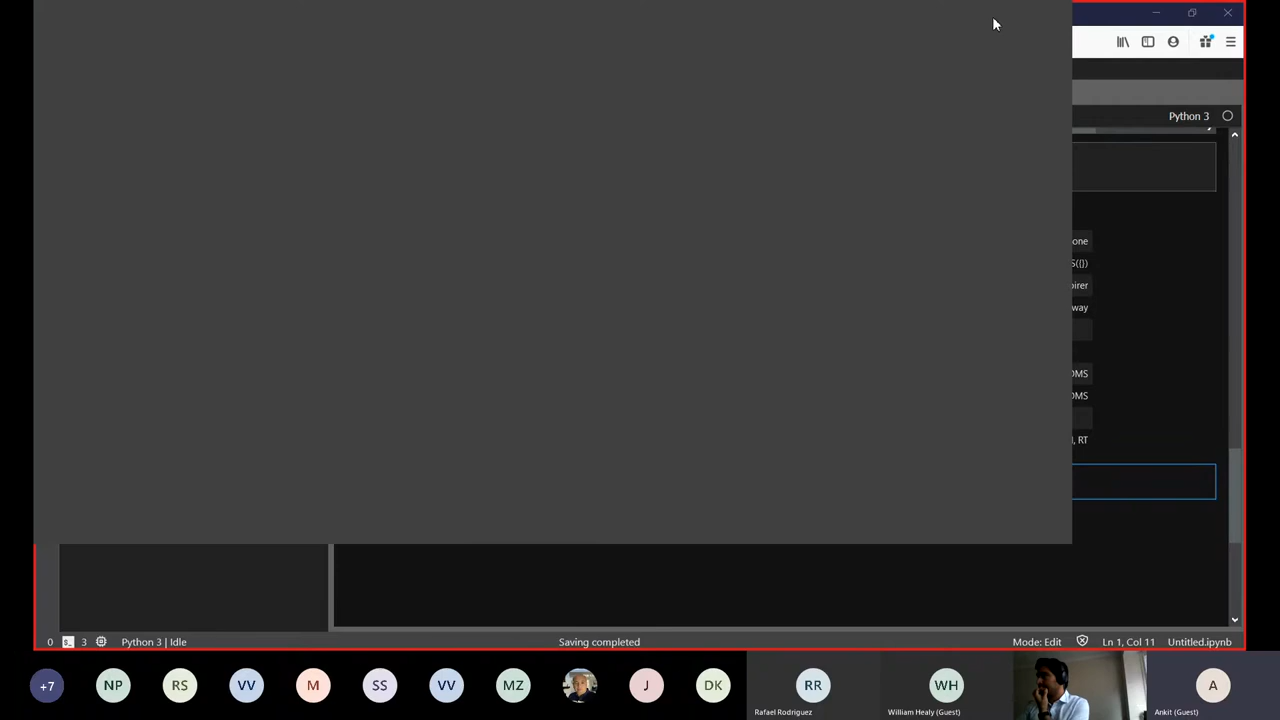 Python 3
one
S({})
pirer
way
DMS
DMS
I, RT
0 $_ 3 Python 3 | Idle Saving completed Mode: Edit Ln 1, Col 11 Untitled.ipynb
+7 NP RS VV M SS VV MZ J DK RR WH A
Rafael Rodriguez William Healy (Guest) Ankit (Guest)